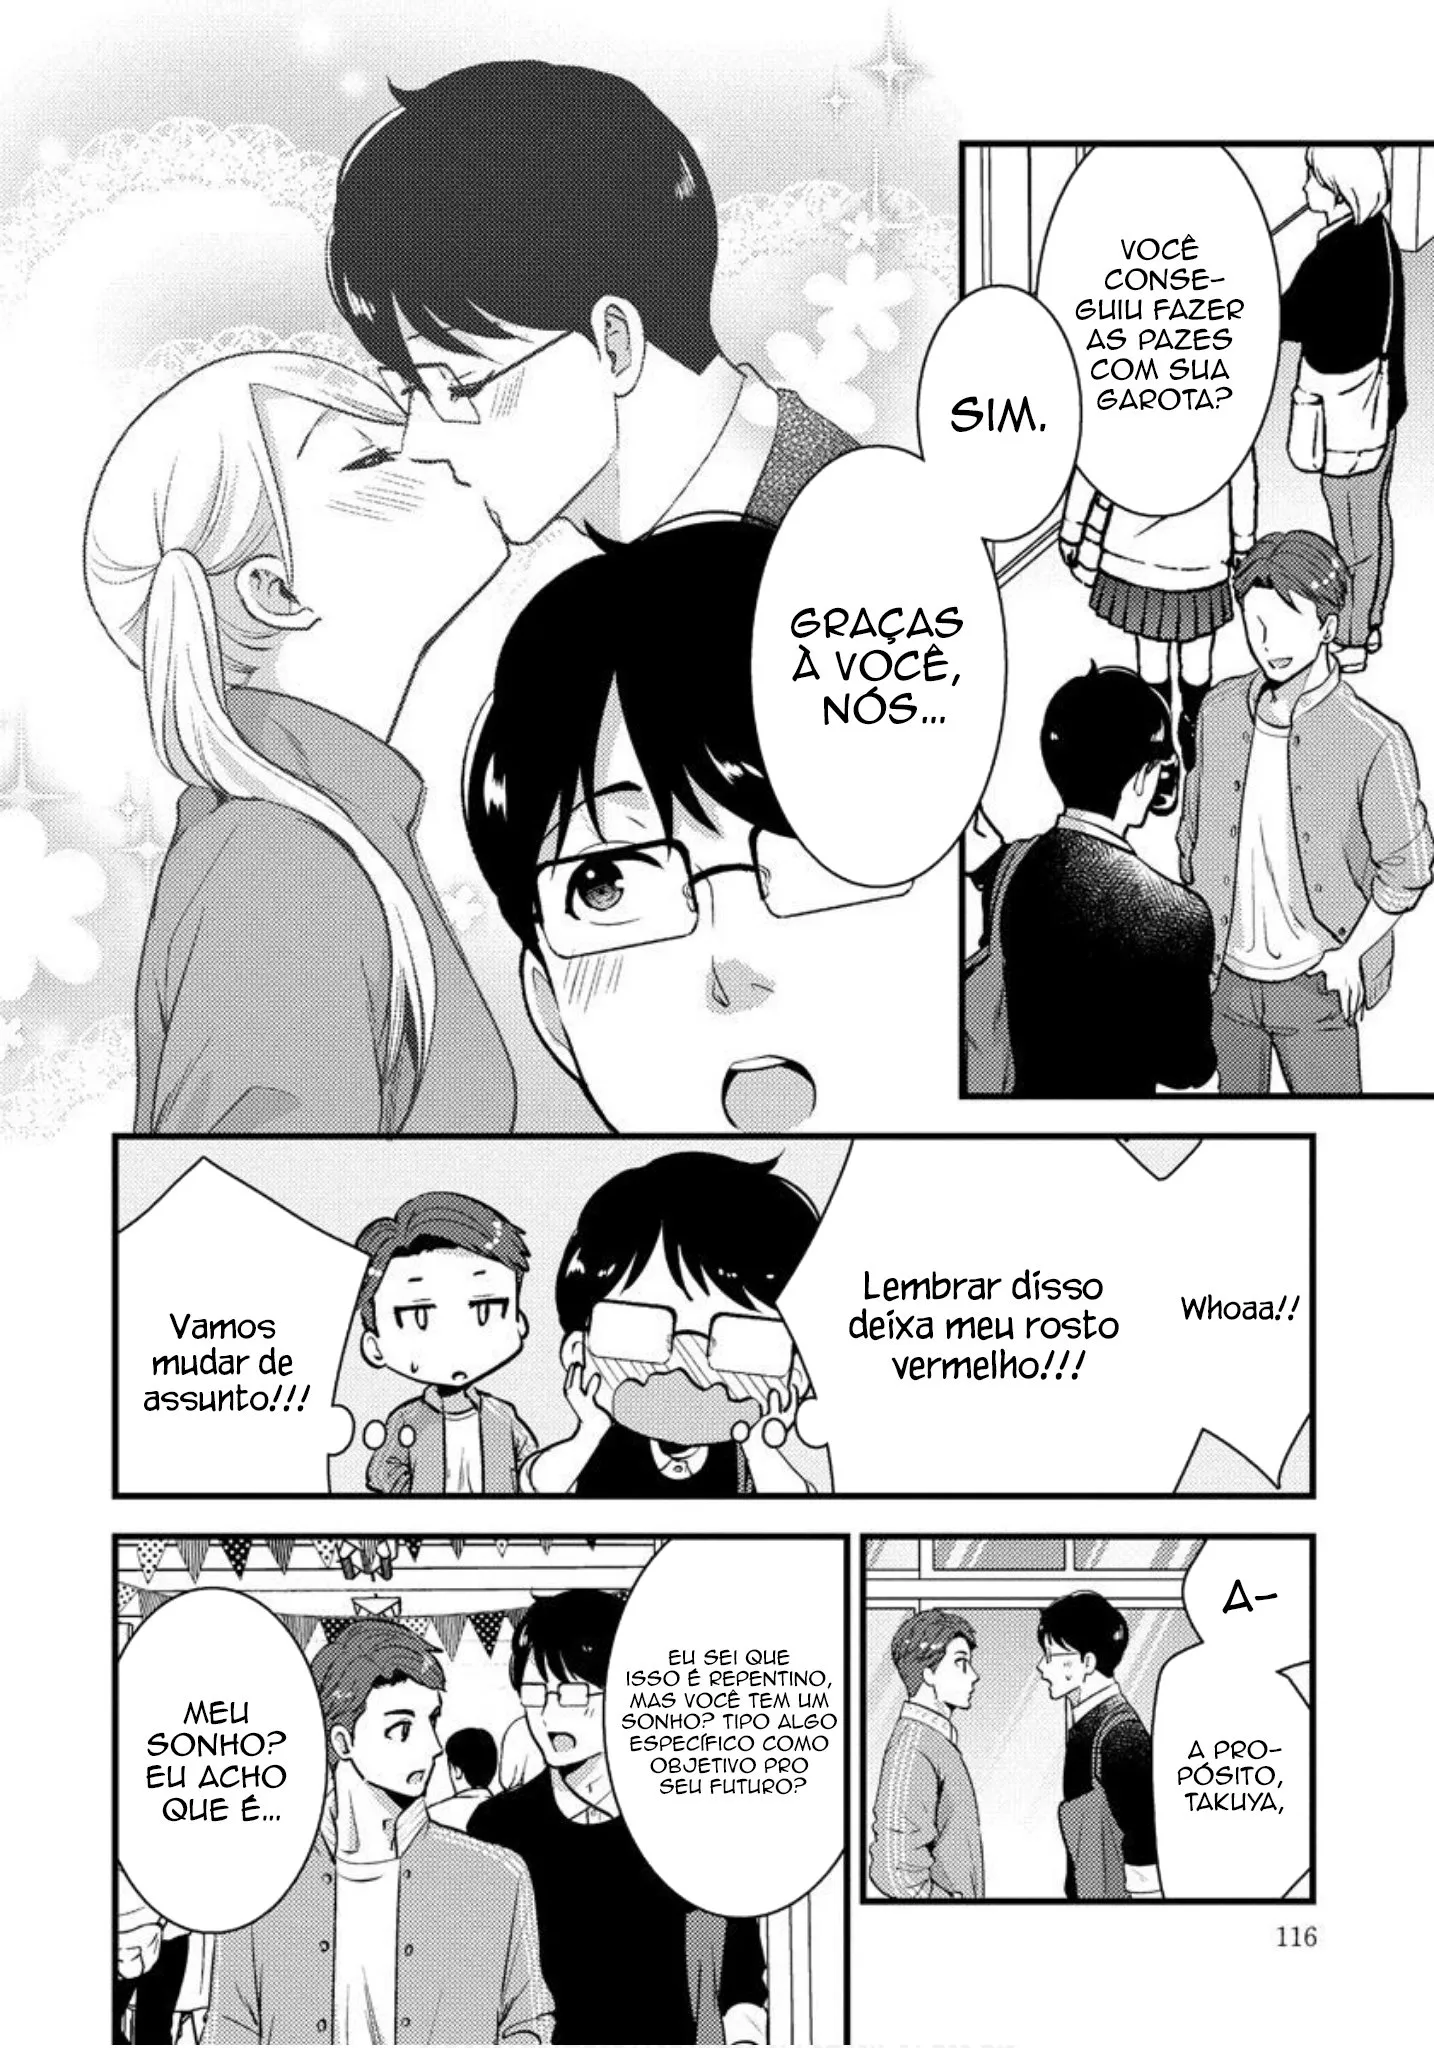 VOCÊ
CONSE-
GUIU FAZER
AS PAZES
COM SUA
GAROTA?
SIM.
GRAÇAS
À VOCÊ,
NÓS...
Whoaa!!
Lembrar disso
deixa meu rosto
vermelho!!!
Vamos
mudar de
assunto!!!
A-
A PRO-
PÓSITO,
TAKUYA,
EU SEI QUE
ISSO É REPENTINO,
MAS VOCÊ TEM UM
SONHO? TIPO ALGO
ESPECÍFICO COMO
OBJETIVO PRO
SEU FUTURO?
MEU
SONHO?
EU ACHO
QUE É...
116